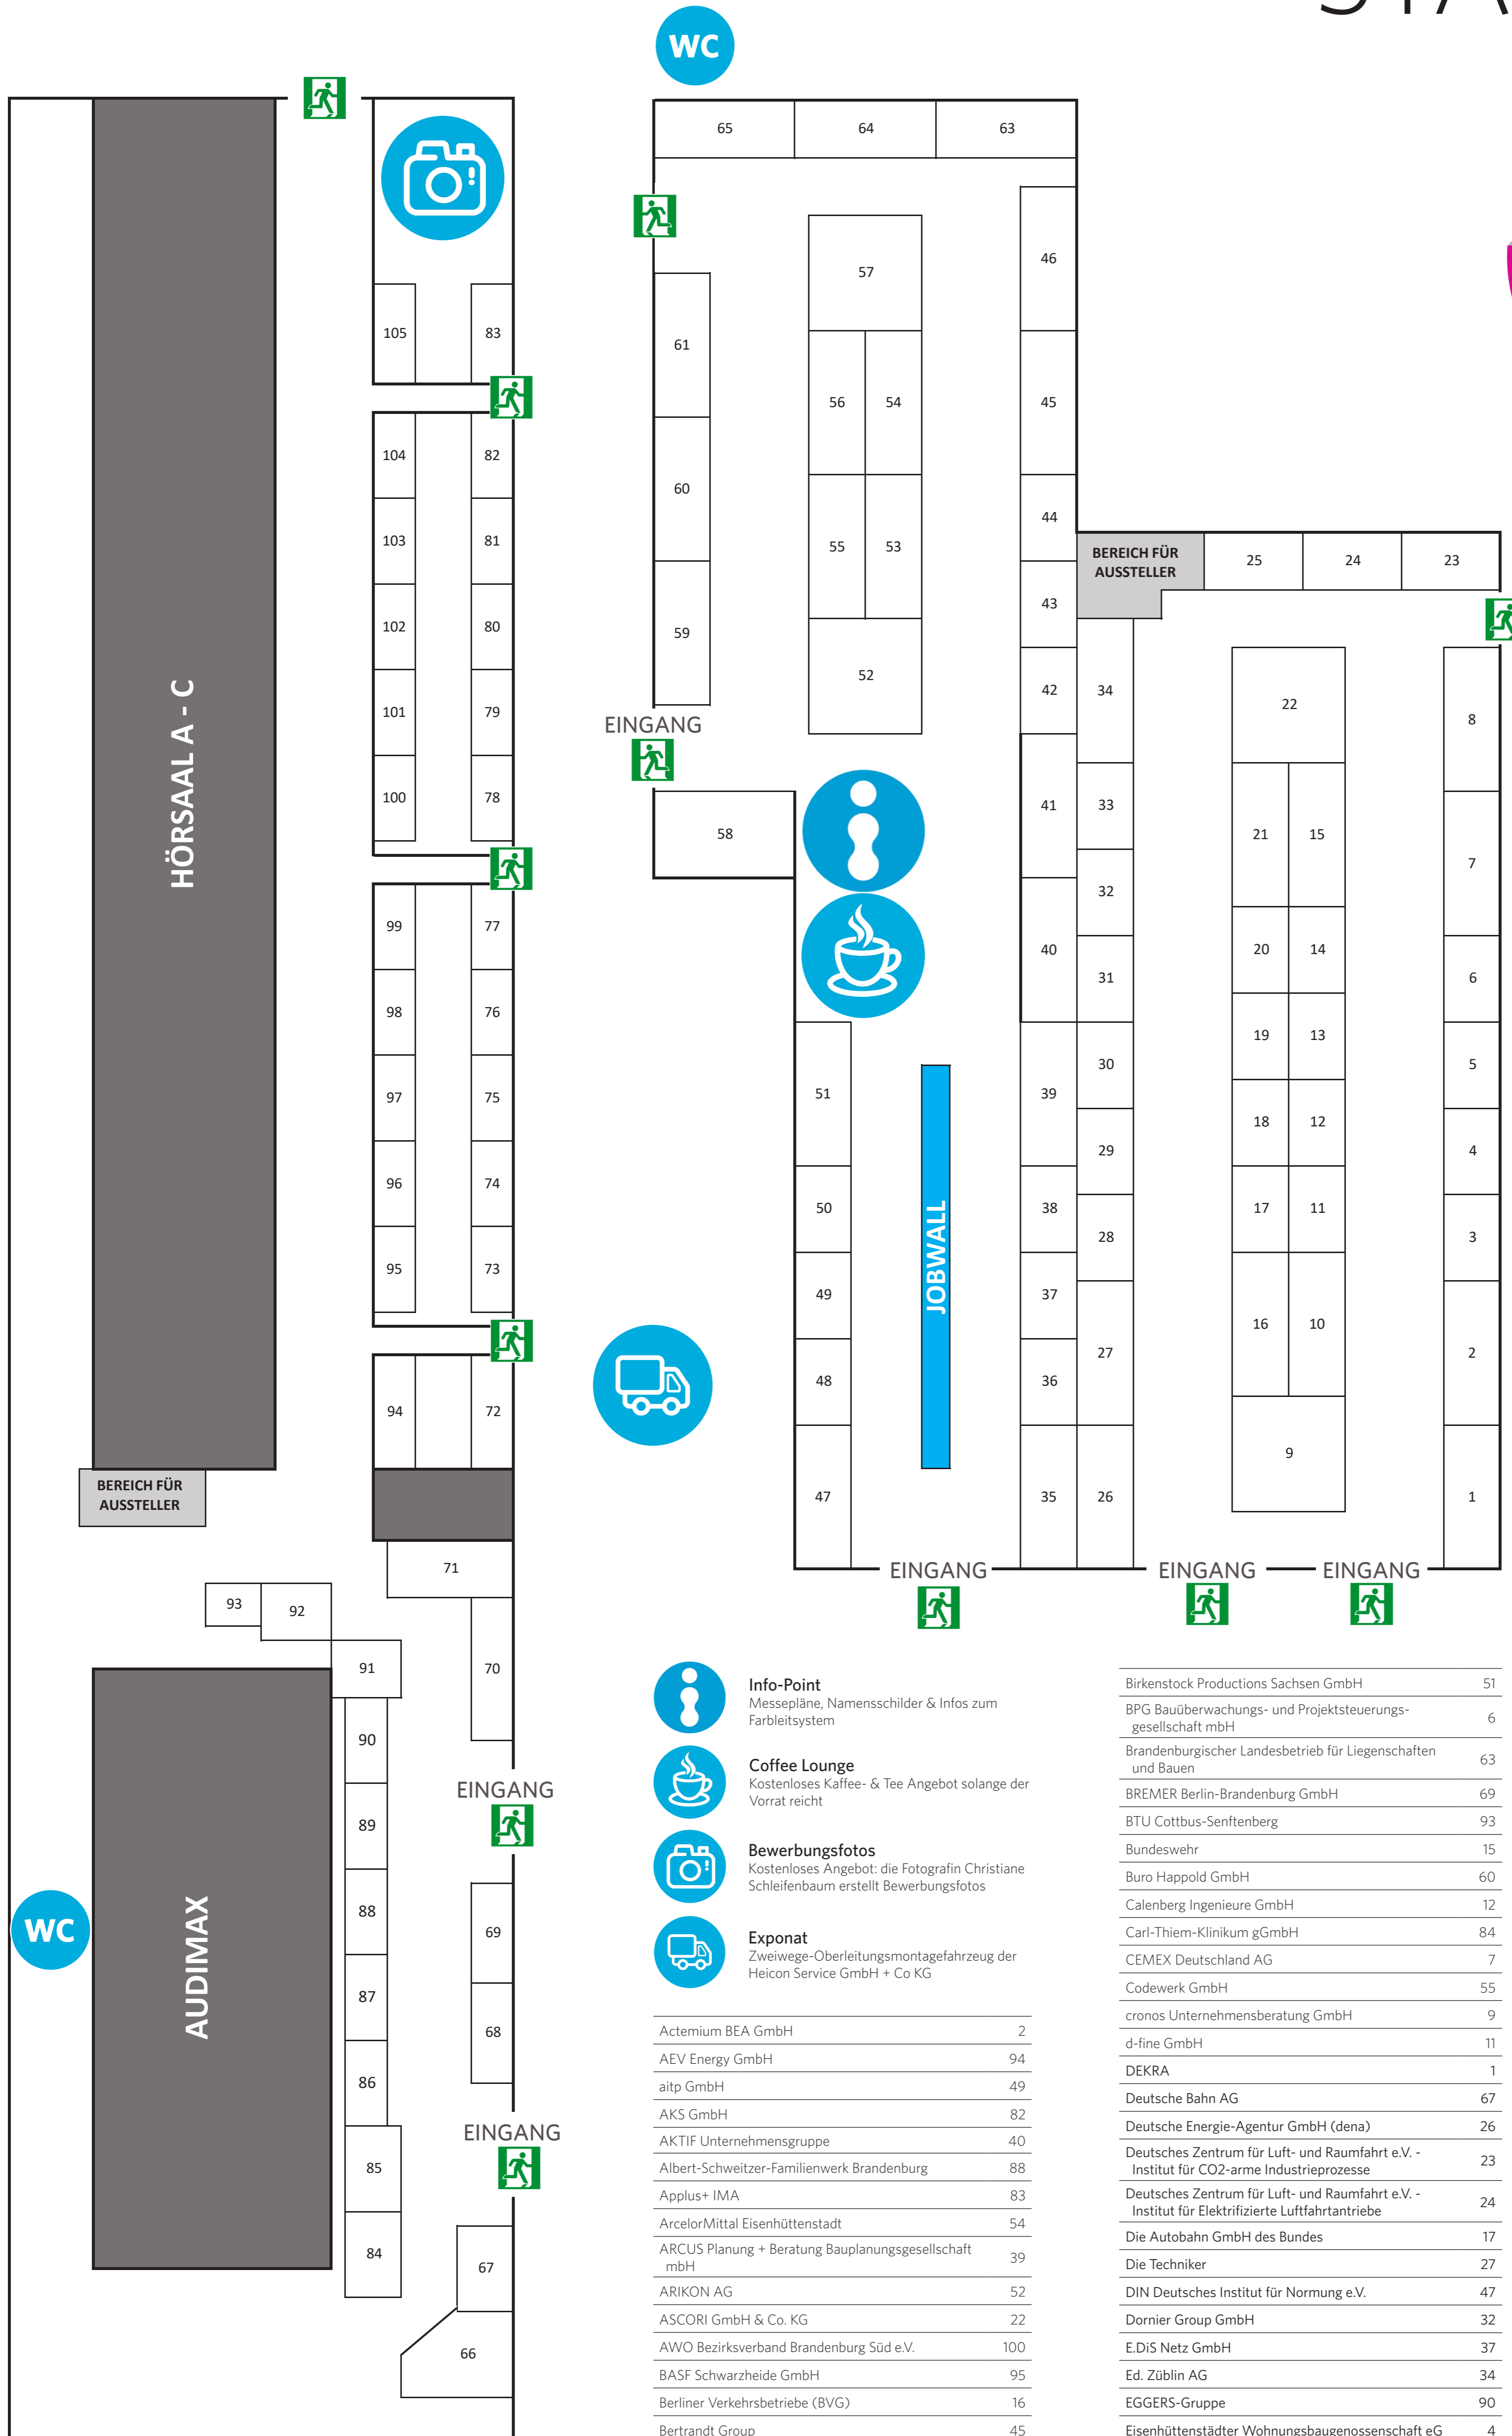 STA
WC
65
64
63
46
57
61
105
83
56
54
45
104
82
60
44
103
81
55
53
BEREICH FÜR
AUSSTELLER
25
24
23
43
102
80
59
52
42
34
22
8
101
79
EINGANG
HÖRSAAL A - C
100
78
58
41
33
21
15
7
32
99
77
40
20
14
31
6
98
76
19
13
30
5
97
75
51
39
18
12
29
4
96
74
50
38
17
11
28
3
JOBWALL
95
73
49
37
16
10
27
2
48
36
94
72
9
47
35
26
1
BEREICH FÜR
AUSSTELLER
71
EINGANG
EINGANG
EINGANG
93
92
91
70
90
EINGANG
89
88
69
WC
AUDIMAX
87
68
86
EINGANG
85
84
67
66
Info-Point
Messepläne, Namensschilder & Infos zum
Farbleitsystem
Coffee Lounge
Kostenloses Kaffee- & Tee Angebot solange der
Vorrat reicht
Bewerbungsfotos
Kostenloses Angebot: die Fotografin Christiane
Schleifenbaum erstellt Bewerbungsfotos
Exponat
Zweiwege-Oberleitungsmontagefahrzeug der
Heicon Service GmbH + Co KG
Actemium BEA GmbH 2
AEV Energy GmbH 94
aitp GmbH 49
AKS GmbH 82
AKTIF Unternehmensgruppe 40
Albert-Schweitzer-Familienwerk Brandenburg 88
Applus+ IMA 83
ArcelorMittal Eisenhüttenstadt 54
ARCUS Planung + Beratung Bauplanungsgesellschaft
mbH 39
ARIKON AG 52
ASCORI GmbH & Co. KG 22
AWO Bezirksverband Brandenburg Süd e.V. 100
BASF Schwarzheide GmbH 95
Berliner Verkehrsbetriebe (BVG) 16
Bertrandt Group 45
Birkenstock Productions Sachsen GmbH 51
BPG Bauüberwachungs- und Projektsteuerungs-
gesellschaft mbH 6
Brandenburgischer Landesbetrieb für Liegenschaften
und Bauen 63
BREMER Berlin-Brandenburg GmbH 69
BTU Cottbus-Senftenberg 93
Bundeswehr 15
Buro Happold GmbH 60
Calenberg Ingenieure GmbH 12
Carl-Thiem-Klinikum gGmbH 84
CEMEX Deutschland AG 7
Codewerk GmbH 55
cronos Unternehmensberatung GmbH 9
d-fine GmbH 11
DEKRA 1
Deutsche Bahn AG 67
Deutsche Energie-Agentur GmbH (dena) 26
Deutsches Zentrum für Luft- und Raumfahrt e.V. -
Institut für CO2-arme Industrieprozesse 23
Deutsches Zentrum für Luft- und Raumfahrt e.V. -
Institut für Elektrifizierte Luftfahrtantriebe 24
Die Autobahn GmbH des Bundes 17
Die Techniker 27
DIN Deutsches Institut für Normung e.V. 47
Dornier Group GmbH 32
E.DiS Netz GmbH 37
Ed. Züblin AG 34
EGGERS-Gruppe 90
Eisenhüttenstädter Wohnungsbaugenossenschaft eG 4